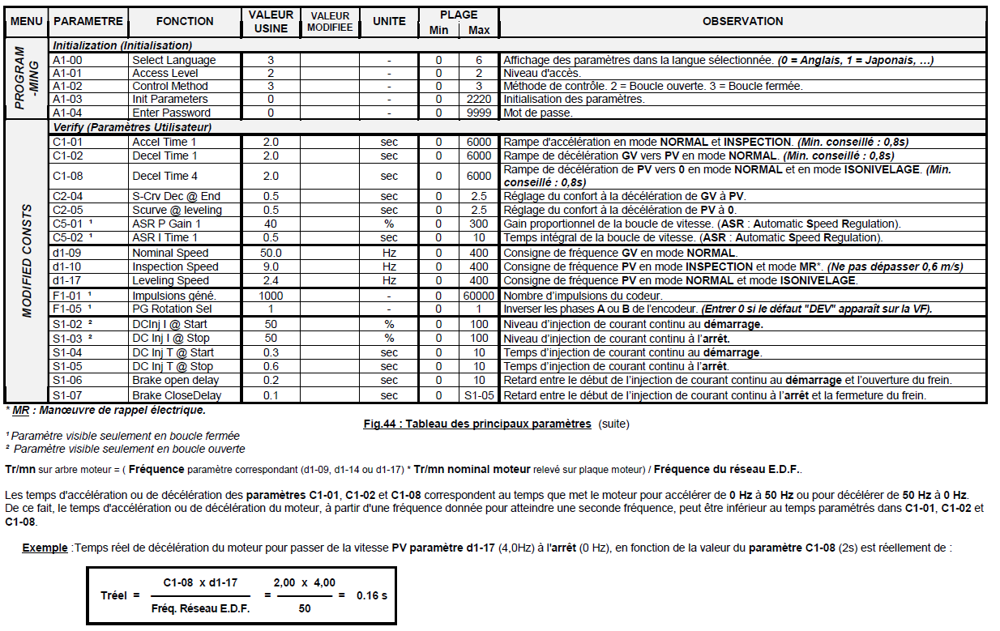 MENU PARAMETRE FONCTION VALEUR USINE VALEUR MODIFIEE UNITE PLAGE Min Max OBSERVATION
PROGRAM -MING
Initialization (Initialisation)
A1-00 Select Language 3 - 0 6 Affichage des paramètres dans la langue sélectionnée. (0 = Anglais, 1 = Japonais, …)
A1-01 Access Level 2 - 0 2 Niveau d'accès.
A1-02 Control Method 3 - 0 3 Méthode de contrôle. 2 = Boucle ouverte. 3 = Boucle fermée.
A1-03 Init Parameters 0 - 0 2220 Initialisation des paramètres.
A1-04 Enter Password 0 - 0 9999 Mot de passe.
MODIFIED CONSTS
Verify (Paramètres Utilisateur)
C1-01 Accel Time 1 2.0 sec 0 6000 Rampe d'accélération en mode NORMAL et INSPECTION. (Min. conseillé : 0,8s)
C1-02 Decel Time 1 2.0 sec 0 6000 Rampe de décélération GV vers PV en mode NORMAL. (Min. conseillé : 0,8s)
C1-08 Decel Time 4 2.0 sec 0 6000 Rampe de décélération de PV vers 0 en mode NORMAL et en mode ISONIVELAGE. (Min.
conseillé : 0,8s)
C2-04 S-Crv Dec @ End 0.5 sec 0 2.5 Réglage du confort à la décélération de GV à PV.
C2-05 Scurve @ leveling 0.5 sec 0 2.5 Réglage du confort à la décélération de PV à 0.
C5-01 ¹ ASR P Gain 1 40 % 0 300 Gain proportionnel de la boucle de vitesse. (ASR : Automatic Speed Regulation).
C5-02 ¹ ASR I Time 1 0.5 sec 0 10 Temps intégral de la boucle de vitesse. (ASR : Automatic Speed Regulation).
d1-09 Nominal Speed 50.0 Hz 0 400 Consigne de fréquence GV en mode NORMAL.
d1-10 Inspection Speed 9.0 Hz 0 400 Consigne de fréquence PV en mode INSPECTION et mode MR*. (Ne pas dépasser 0,6 m/s)
d1-17 Leveling Speed 2.4 Hz 0 400 Consigne de fréquence PV en mode NORMAL et mode ISONIVELAGE.
F1-01 ¹ Impulsions géné. 1000 - 0 60000 Nombre d'impulsions du codeur.
F1-05 ¹ PG Rotation Sel 1 - 0 1 Inverser les phases A ou B de l'encodeur. (Entrer 0 si le défaut "DEV" apparaît sur la VF).
S1-02 ² DCInj I @ Start 50 % 0 100 Niveau d'injection de courant continu au démarrage.
S1-03 ² DC Inj I @ Stop 50 % 0 100 Niveau d'injection de courant continu à l'arrêt.
S1-04 DC Inj T @ Start 0.3 sec 0 10 Temps d'injection de courant continu au démarrage.
S1-05 DC Inj T @ Stop 0.6 sec 0 10 Temps d'injection de courant continu à l'arrêt.
S1-06 Brake open delay 0.2 sec 0 10 Retard entre le début de l'injection de courant continu au démarrage et l'ouverture du frein.
S1-07 Brake CloseDelay 0.1 sec 0 S1-05 Retard entre le début de l'injection de courant continu à l'arrêt et la fermeture du frein.
* MR : Manœuvre de rappel électrique.
Fig.44 : Tableau des principaux paramètres (suite)
¹ Paramètre visible seulement en boucle fermée
² Paramètre visible seulement en boucle ouverte
Tr/mn sur arbre moteur = ( Fréquence paramètre correspondant (d1-09, d1-14 ou d1-17) * Tr/mn nominal moteur relevé sur plaque moteur) / Fréquence du réseau E.D.F..
Les temps d'accélération ou de décélération des paramètres C1-01, C1-02 et C1-08 correspondent au temps que met le moteur pour accélérer de 0 Hz à 50 Hz ou pour décélérer de 50 Hz à 0 Hz.
De ce fait, le temps d'accélération ou de décélération du moteur, à partir d'une fréquence donnée pour atteindre une seconde fréquence, peut être inférieur au temps paramétrés dans C1-01, C1-02 et
C1-08.
Exemple :Temps réel de décélération du moteur pour passer de la vitesse PV paramètre d1-17 (4,0Hz) à l'arrêt (0 Hz), en fonction de la valeur du paramètre C1-08 (2s) est réellement de :
C1-08 x d1-17 2,00 x 4,00
Tréel = = = 0.16 s
Fréq. Réseau E.D.F. 50